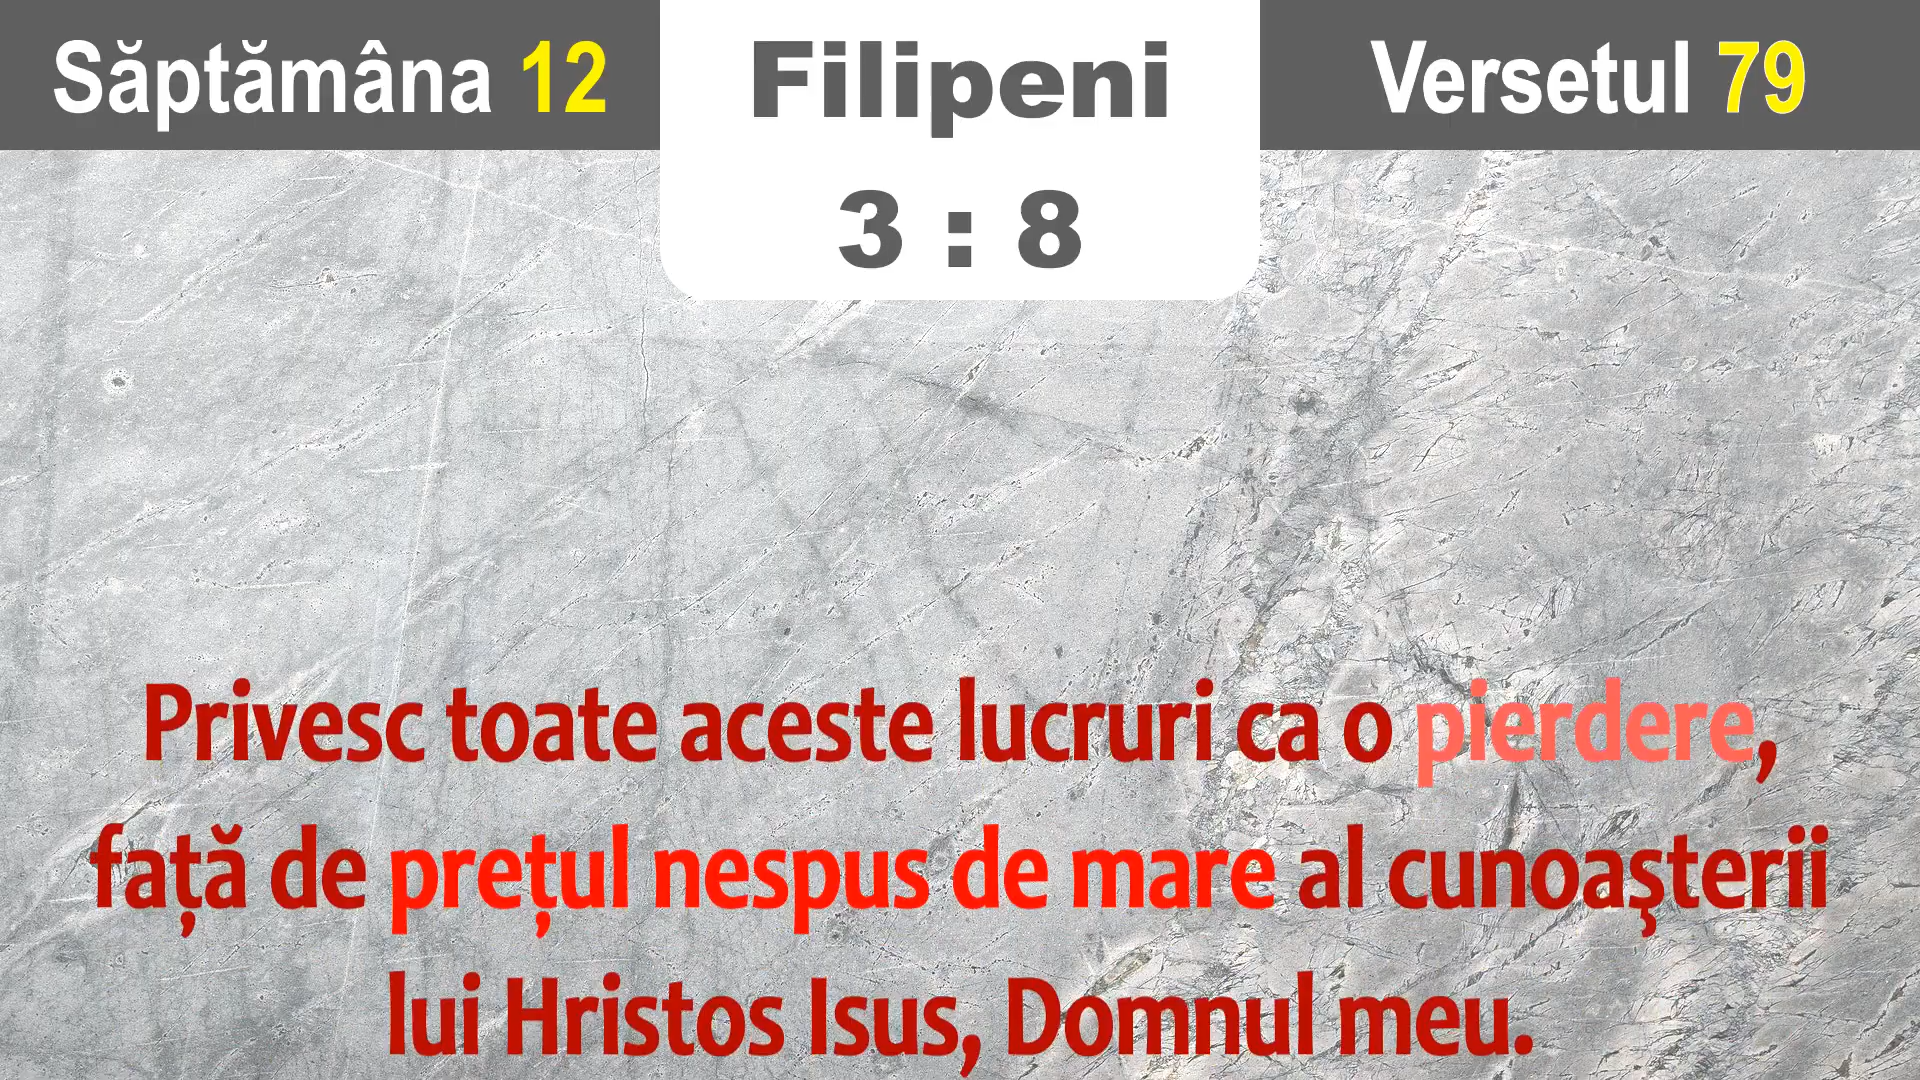 Săptămâna 12
Filipeni
3 : 8
Versetul 79
Privesc toate aceste lucruri ca o pierdere,
față de prețul nespus de mare al cunoaşterii
lui Hristos Isus, Domnul meu.